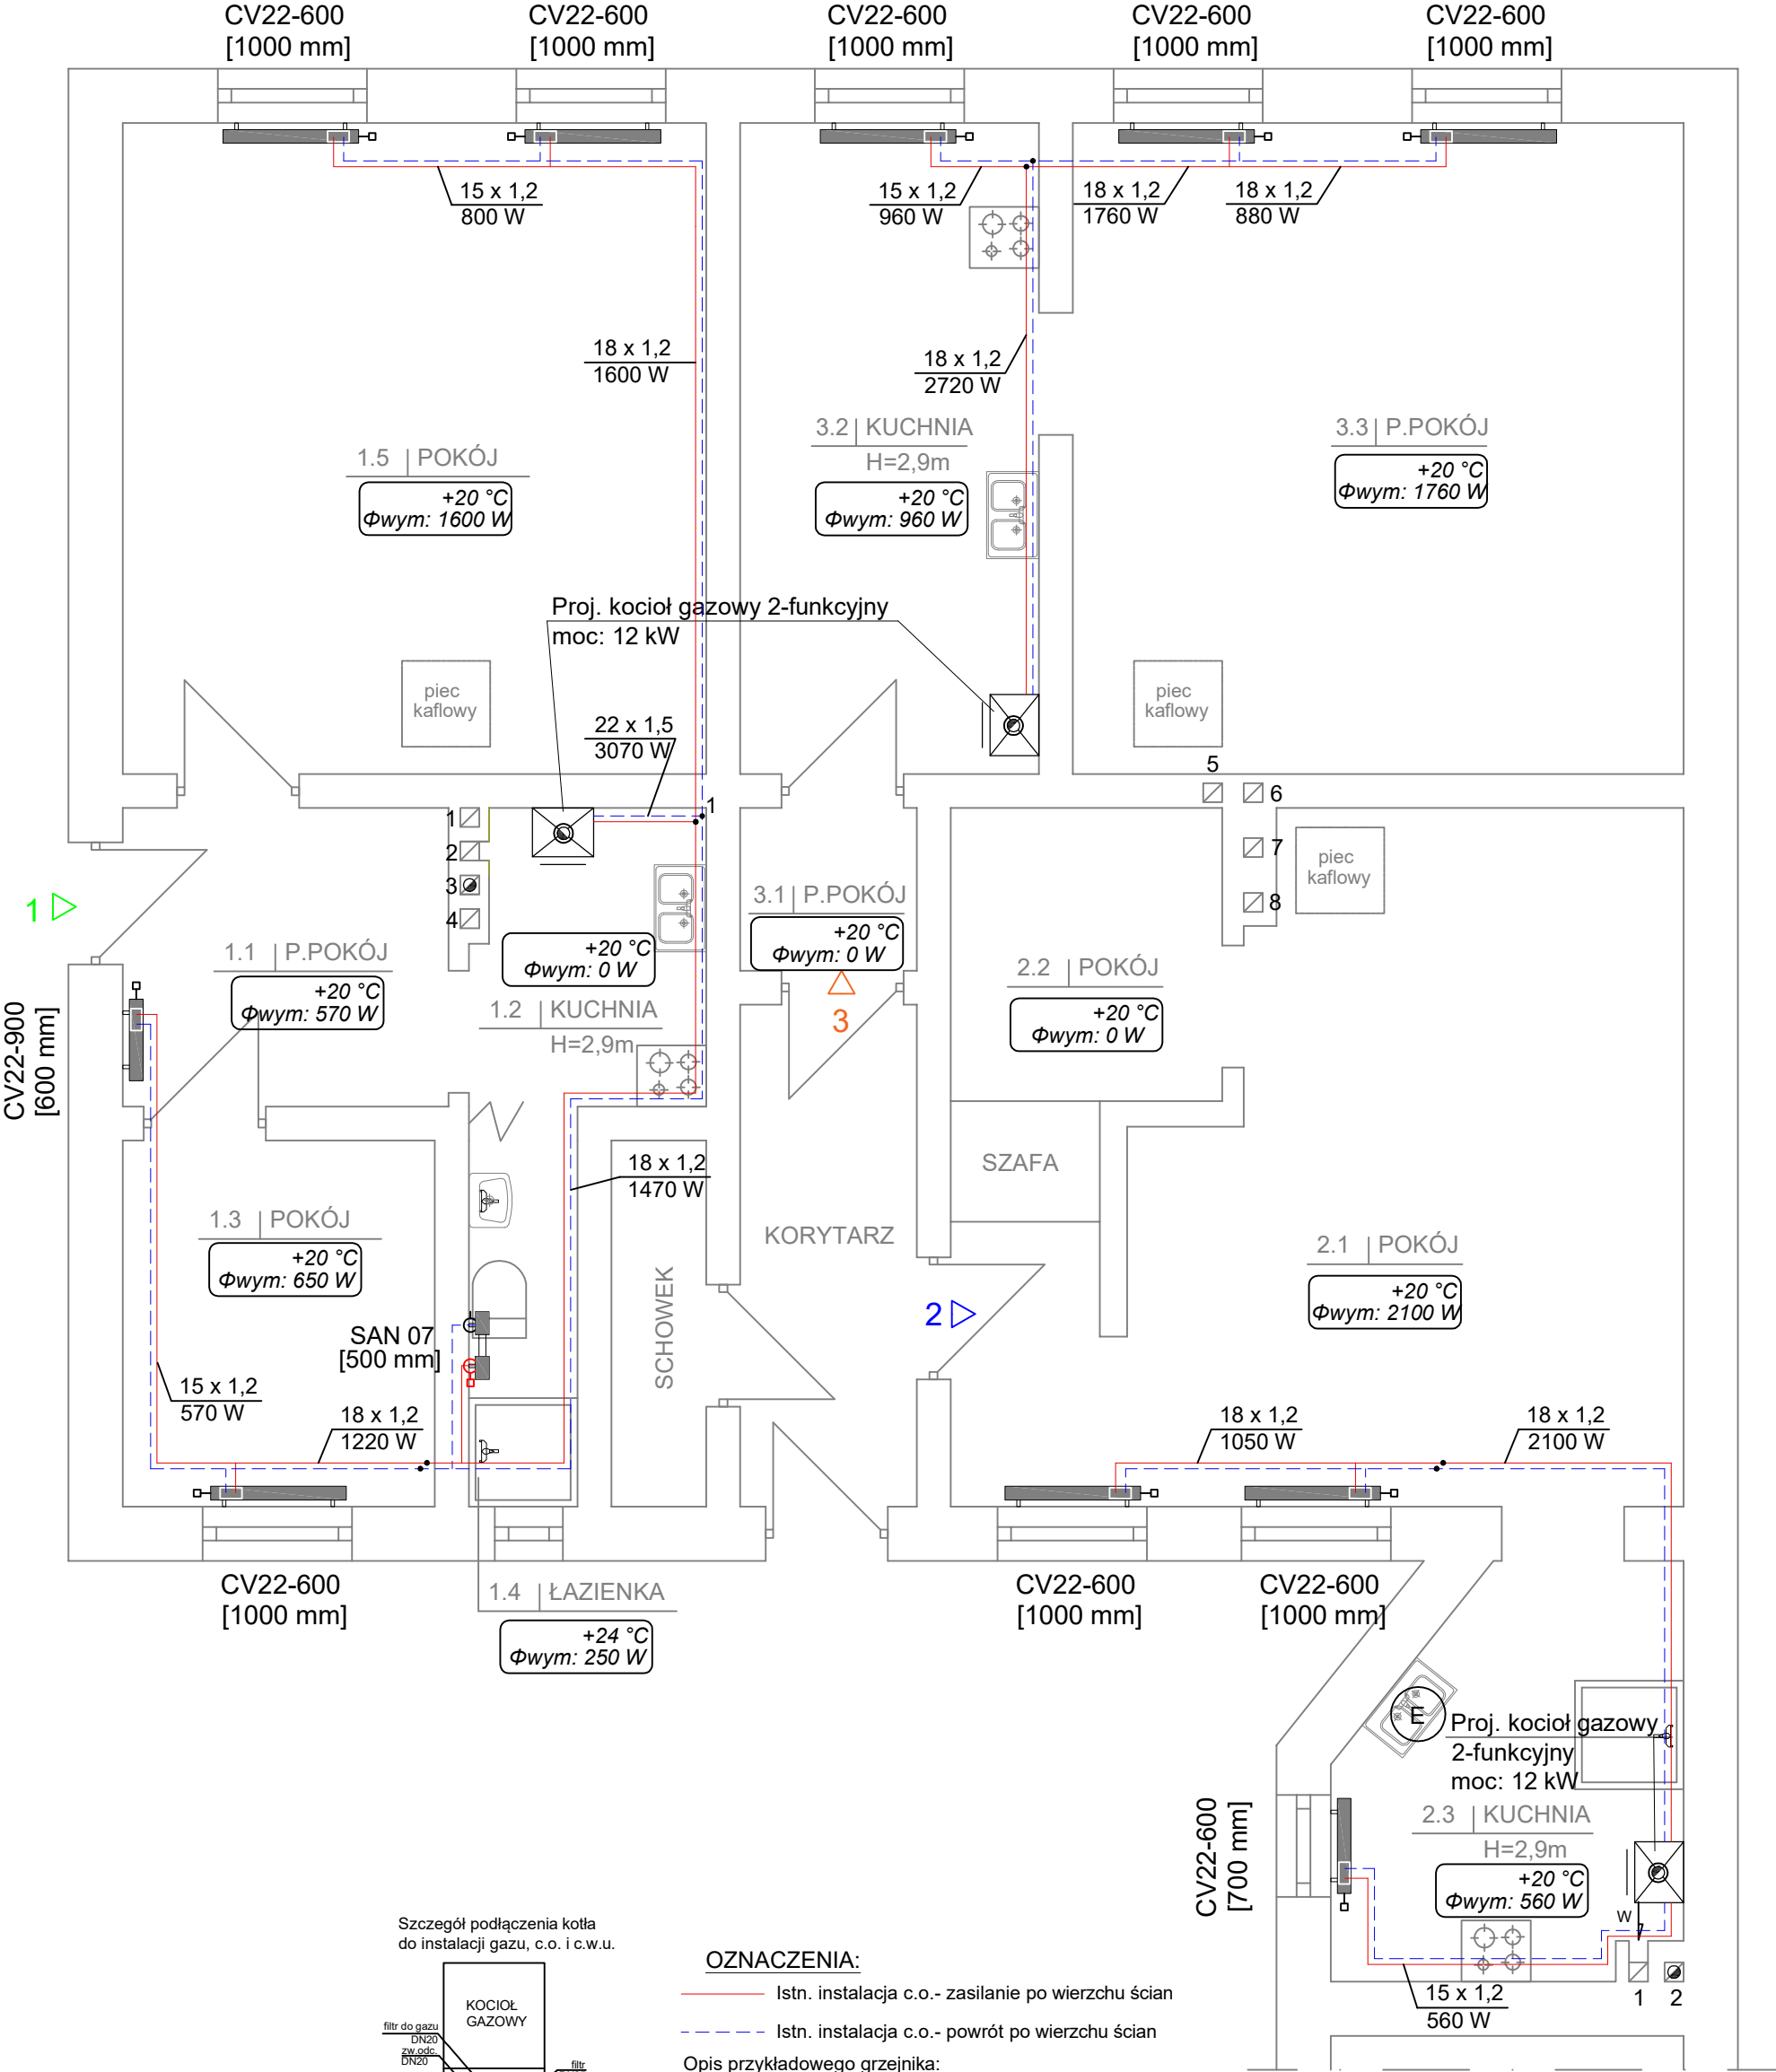 CV22-600
[1000 mm]
CV22-600
[1000 mm]
CV22-600
[1000 mm]
CV22-600
[1000 mm]
CV22-600
[1000 mm]
15 x 1,2
800 W
15 x 1,2
960 W
18 x 1,2
1760 W
18 x 1,2
880 W
18 x 1,2
1600 W
18 x 1,2
2720 W
1.5 POKÓJ
+20 °C
Φwym: 1600 W
3.2 KUCHNIA
H=2,9m
+20 °C
Φwym: 960 W
3.3 P.POKÓJ
+20 °C
Φwym: 1760 W
Proj. kocioł gazowy 2-funkcyjny
moc: 12 kW
piec
kaflowy
22 x 1,5
3070 W
piec
kaflowy
5
6
7
8
piec
kaflowy
1
1
2
3
4
1
1.1 P.POKÓJ
+20 °C
Φwym: 570 W
+20 °C
Φwym: 0 W
1.2 KUCHNIA
H=2,9m
3.1 P.POKÓJ
+20 °C
Φwym: 0 W
3
2.2 POKÓJ
+20 °C
Φwym: 0 W
CV22-900
[600 mm]
18 x 1,2
1470 W
SZAFA
KORYTARZ
SCHOWEK
1.3 POKÓJ
+20 °C
Φwym: 650 W
2.1 POKÓJ
+20 °C
Φwym: 2100 W
2
SAN 07
[500 mm]
15 x 1,2
570 W
18 x 1,2
1220 W
18 x 1,2
1050 W
18 x 1,2
2100 W
CV22-600
[1000 mm]
1.4 ŁAZIENKA
+24 °C
Φwym: 250 W
CV22-600
[1000 mm]
CV22-600
[1000 mm]
E
Proj. kocioł gazowy
2-funkcyjny
moc: 12 kW
CV22-600
[700 mm]
2.3 KUCHNIA
H=2,9m
+20 °C
Φwym: 560 W
W
15 x 1,2
560 W
1
2
Szczegół podłączenia kotła
do instalacji gazu, c.o. i c.w.u.
KOCIOŁ
GAZOWY
filtr do gazu
DN20
zw.odc.
DN20
filtr
OZNACZENIA:
Istn. instalacja c.o.- zasilanie po wierzchu ścian
Istn. instalacja c.o.- powrót po wierzchu ścian
Opis przykładowego grzejnika: